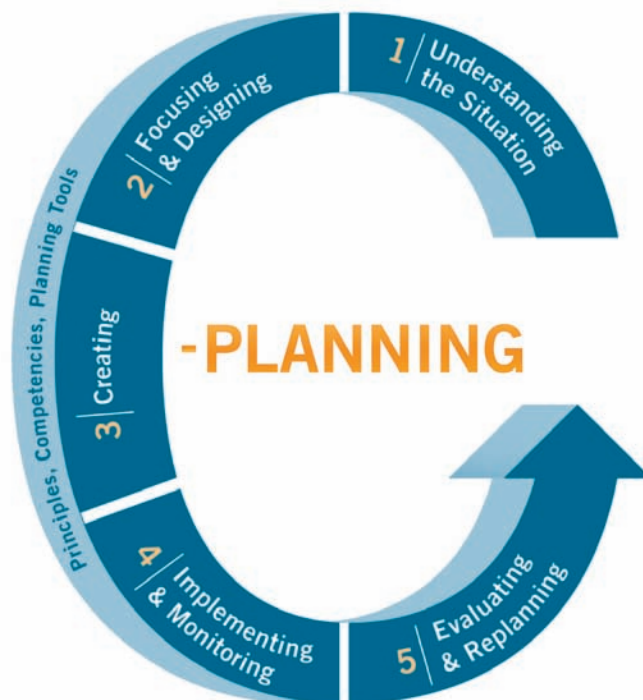 1 Understanding
the Situation
2 Focusing
& Designing
3 Creating
4 Implementing
& Monitoring
5 Evaluating
& Replanning
Principles, Competencies, Planning Tools
-PLANNING